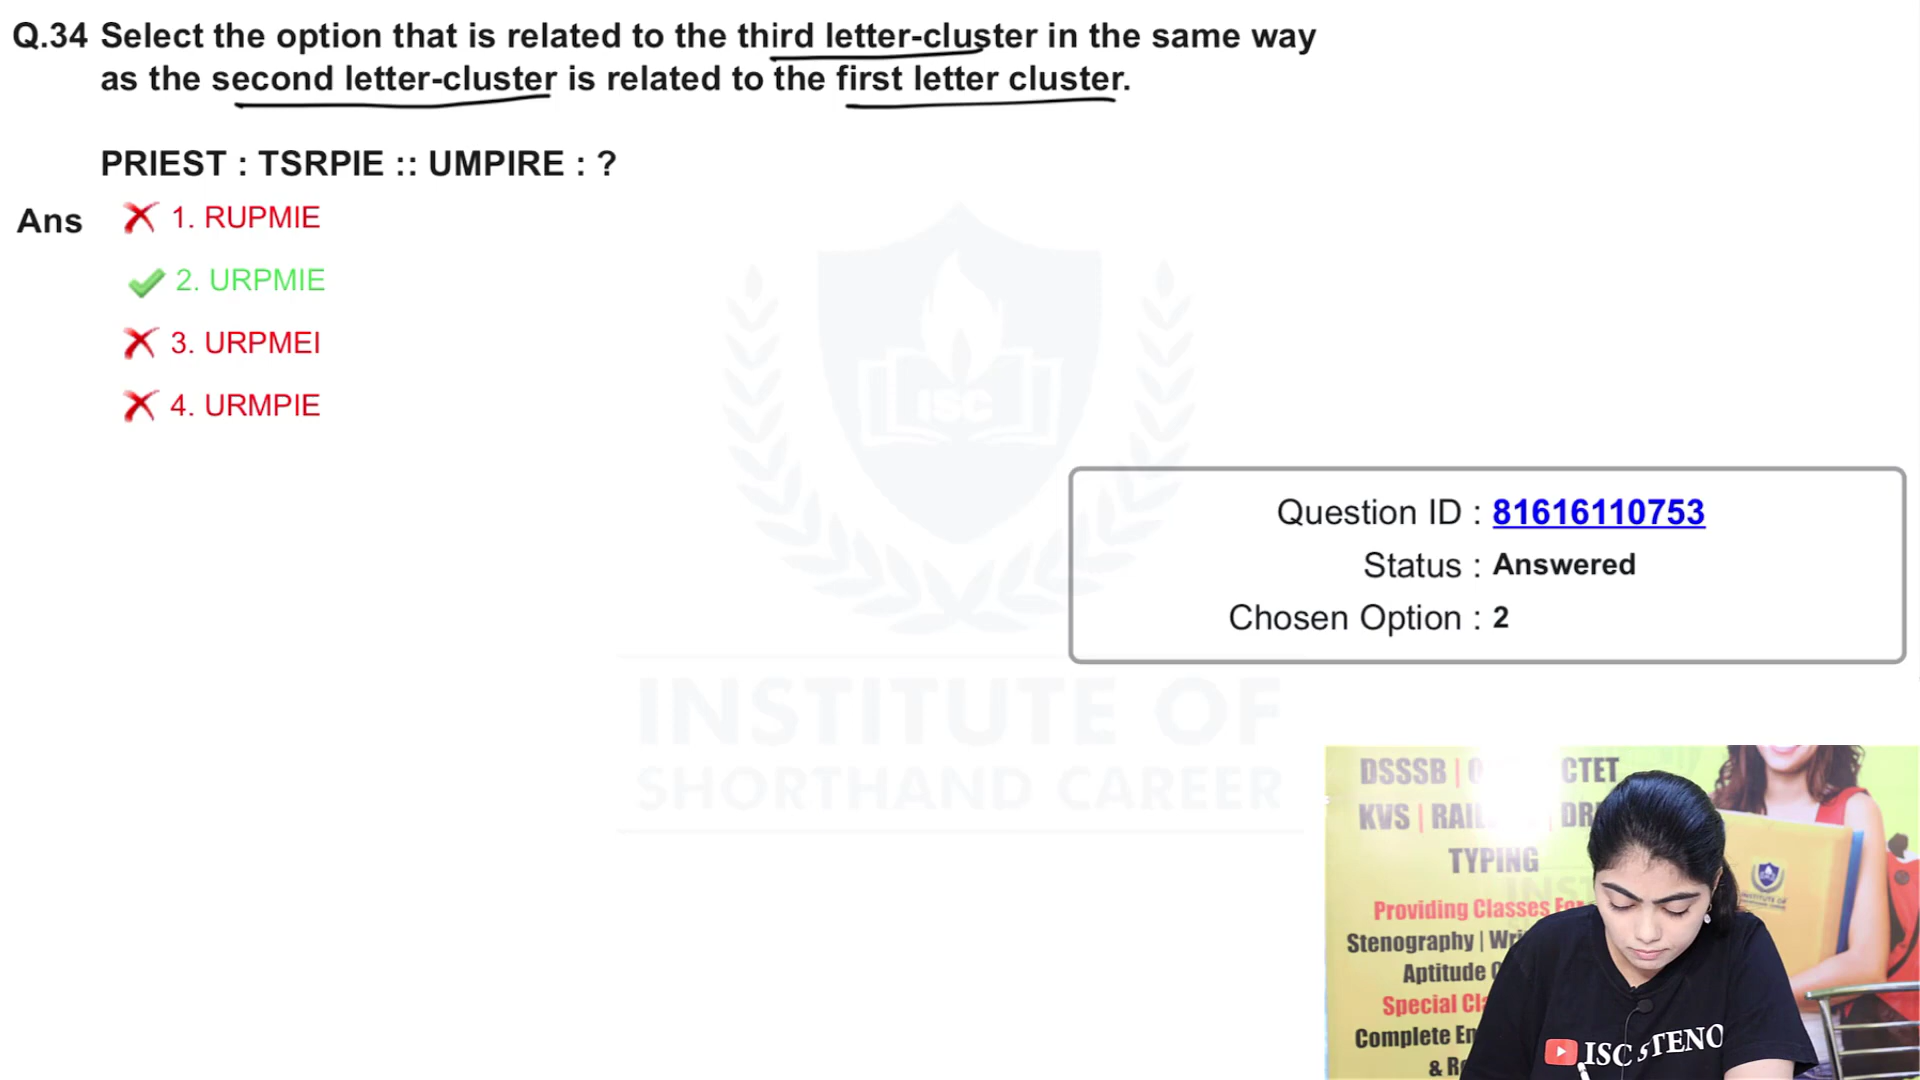 Q.34 Select the option that is related to the third letter-cluster in the same way
as the second letter-cluster is related to the first letter cluster.
PRIEST : TSRPIE :: UMPIRE : ?
Ans
1. RUPMIE
2. URPMIE
3. URPMEI
4. URMPIE
ISC
Question ID : 81616110753
Status : Answered
Chosen Option : 2
INSTITUTE OF
SHORTHAND CAREER
DSSSB | CTET
KVS |
TYPING
Providing Classes
Stenography |
Aptitude
Special
Complete
&
INSTITUTE OF
ISC STENO